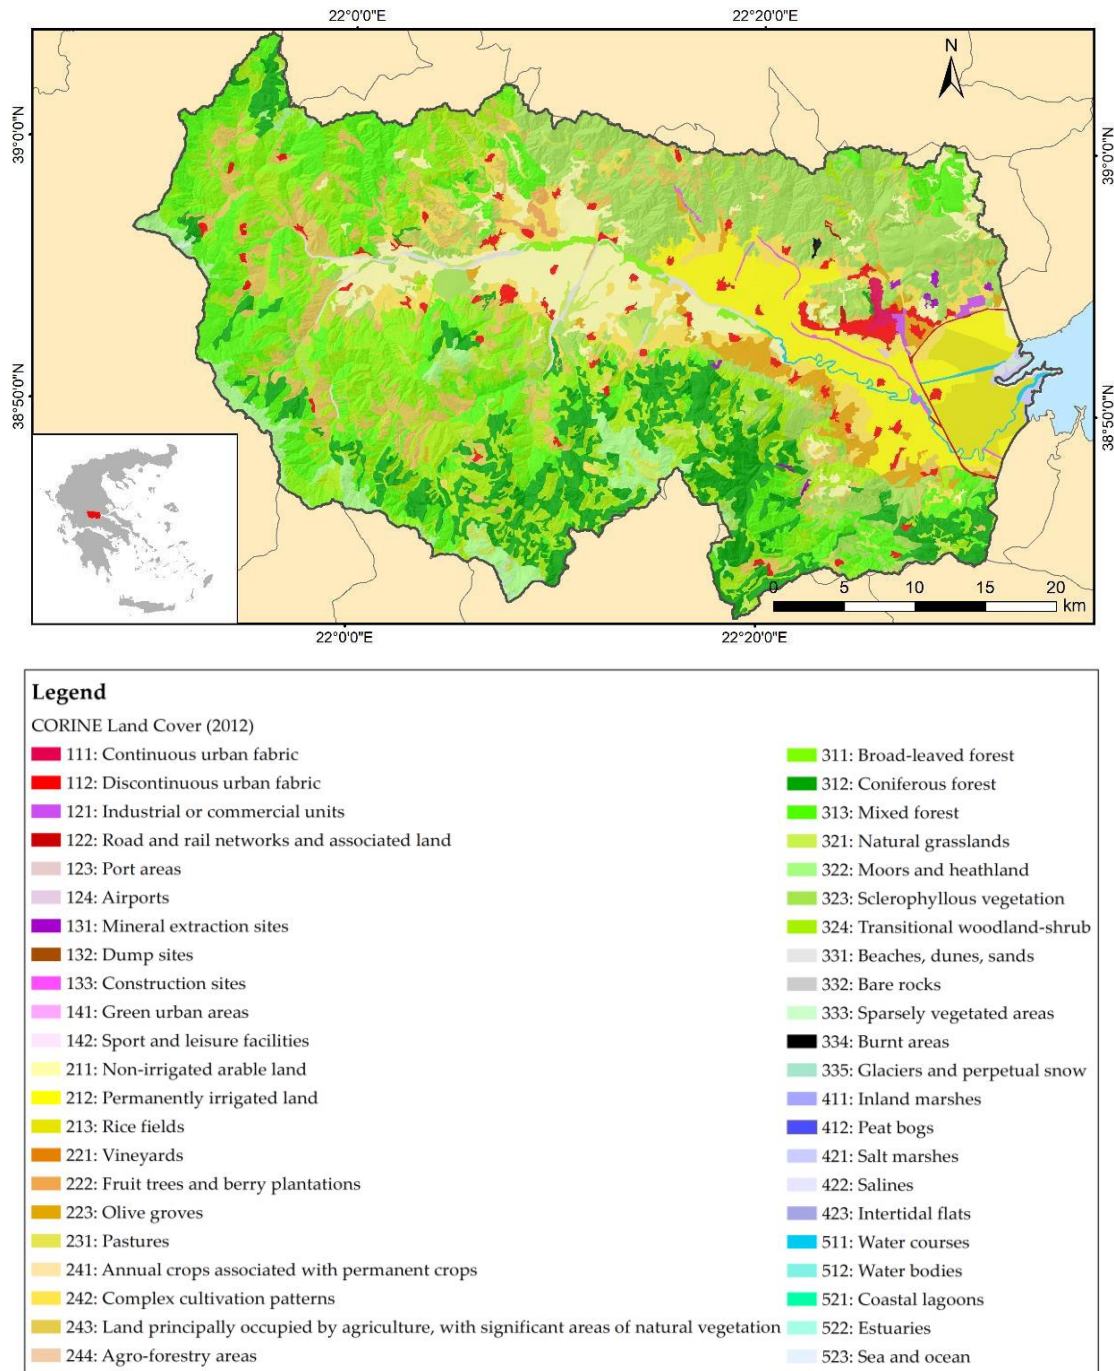 22°0'0"E 22°20'0"E
N
39°0'0"N 39°0'0"N
38°50'0"N 38°50'0"N
0 5 10 15 20
km
22°0'0"E 22°20'0"E
Legend
CORINE Land Cover (2012)
111: Continuous urban fabric
112: Discontinuous urban fabric
121: Industrial or commercial units
122: Road and rail networks and associated land
123: Port areas
124: Airports
131: Mineral extraction sites
132: Dump sites
133: Construction sites
141: Green urban areas
142: Sport and leisure facilities
211: Non-irrigated arable land
212: Permanently irrigated land
213: Rice fields
221: Vineyards
222: Fruit trees and berry plantations
223: Olive groves
231: Pastures
241: Annual crops associated with permanent crops
242: Complex cultivation patterns
243: Land principally occupied by agriculture, with significant areas of natural vegetation
244: Agro-forestry areas
311: Broad-leaved forest
312: Coniferous forest
313: Mixed forest
321: Natural grasslands
322: Moors and heathland
323: Sclerophyllous vegetation
324: Transitional woodland-shrub
331: Beaches, dunes, sands
332: Bare rocks
333: Sparsely vegetated areas
334: Burnt areas
335: Glaciers and perpetual snow
411: Inland marshes
412: Peat bogs
421: Salt marshes
422: Salines
423: Intertidal flats
511: Water courses
512: Water bodies
521: Coastal lagoons
522: Estuaries
523: Sea and ocean